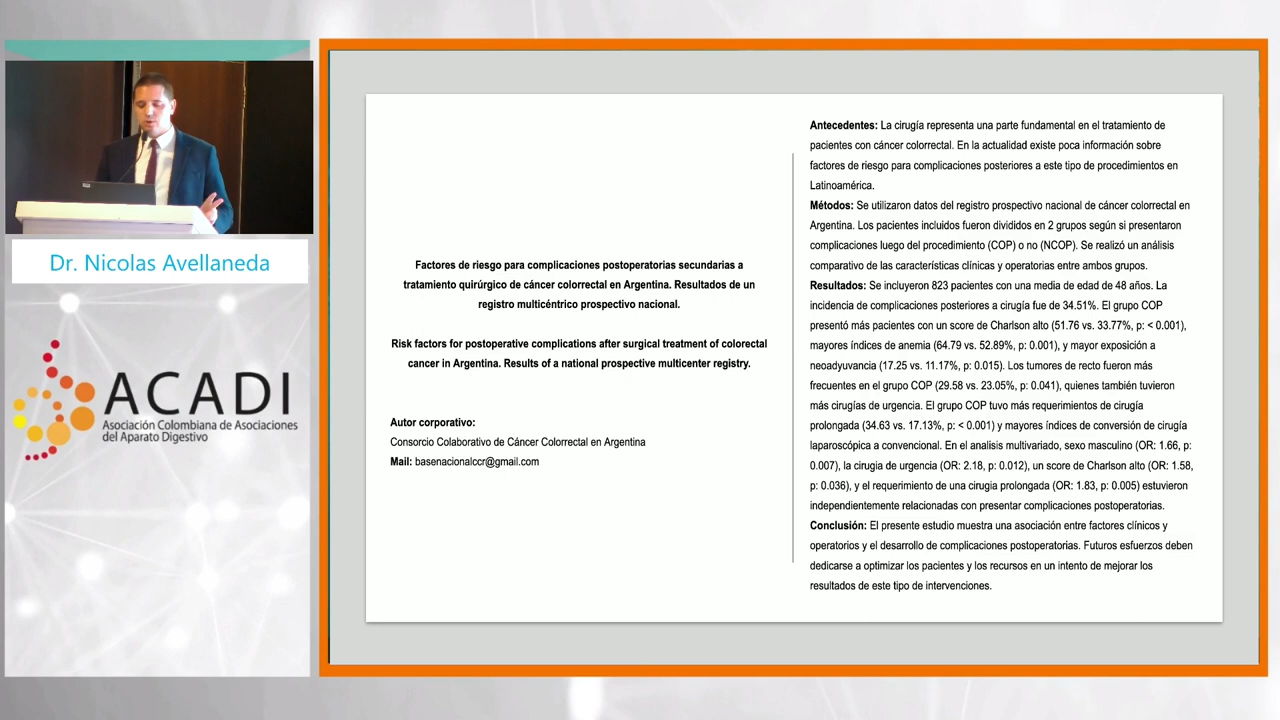 Dr. Nicolas Avellaneda
ACADI
Asociación Colombiana de Asociaciones
del Aparato Digestivo
Factores de riesgo para complicaciones postoperatorias secundarias a
tratamiento quirúrgico de cáncer colorrectal en Argentina. Resultados de un
registro multicéntrico prospectivo nacional.
Risk factors for postoperative complications after surgical treatment of colorectal
cancer in Argentina. Results of a national prospective multicenter registry.
Autor corporativo:
Consorcio Colaborativo de Cáncer Colorrectal en Argentina
Mail: basenacionalccr@gmail.com
Antecedentes: La cirugía representa una parte fundamental en el tratamiento de
pacientes con cáncer colorrectal. En la actualidad existe poca información sobre
factores de riesgo para complicaciones posteriores a este tipo de procedimientos en
Latinoamérica.
Métodos: Se utilizaron datos del registro prospectivo nacional de cáncer colorrectal en
Argentina. Los pacientes incluidos fueron divididos en 2 grupos según si presentaron
complicaciones luego del procedimiento (COP) o no (NCOP). Se realizó un análisis
comparativo de las características clínicas y operatorias entre ambos grupos.
Resultados: Se incluyeron 823 pacientes con una media de edad de 48 años. La
incidencia de complicaciones posteriores a cirugía fue de 34.51%. El grupo COP
presentó más pacientes con un score de Charlson alto (51.76 vs. 33.77%, p: < 0.001),
mayores índices de anemia (64.79 vs. 52.89%, p: 0.001), y mayor exposición a
neoadyuvancia (17.25 vs. 11.17%, p: 0.015). Los tumores de recto fueron más
frecuentes en el grupo COP (29.58 vs. 23.05%, p: 0.041), quienes también tuvieron
más cirugías de urgencia. El grupo COP tuvo más requerimientos de cirugía
prolongada (34.63 vs. 17.13%, p: < 0.001) y mayores índices de conversión de cirugía
laparoscópica a convencional. En el analisis multivariado, sexo masculino (OR: 1.66, p:
0.007), la cirugia de urgencia (OR: 2.18, p: 0.012), un score de Charlson alto (OR: 1.58,
p: 0.036), y el requerimiento de una cirugia prolongada (OR: 1.83, p: 0.005) estuvieron
independientemente relacionadas con presentar complicaciones postoperatorias.
Conclusión: El presente estudio muestra una asociación entre factores clínicos y
operatorios y el desarrollo de complicaciones postoperatorias. Futuros esfuerzos deben
dedicarse a optimizar los pacientes y los recursos en un intento de mejorar los
resultados de este tipo de intervenciones.